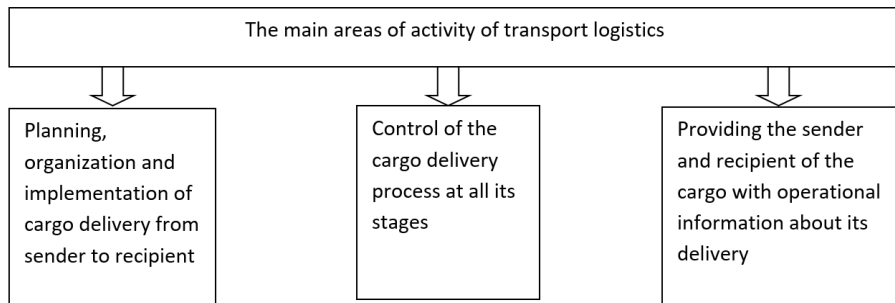 The main areas of activity of transport logistics
Planning,
organization and
implementation of
cargo delivery from
sender to recipient
Control of the
cargo delivery
process at all its
stages
Providing the sender
and recipient of the
cargo with operational
information about its
delivery